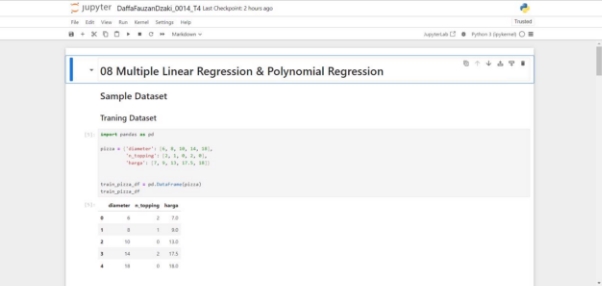 jupyter DaffaFauzanDzaki_0014_T4 Last Checkpoint: 2 hours ago
File Edit View Run Kernel Settings Help Trusted
Markdown JupyterLab Python 3 (ipykernel)
08 Multiple Linear Regression & Polynomial Regression
Sample Dataset
Traning Dataset
import pandas as pd
pizza = {'diameter': [6, 8, 10, 14, 18],
'n_topping': [2, 1, 0, 2, 0],
'harga': [7, 9, 13, 17.5, 18]}
train_pizza_df = pd.DataFrame(pizza)
train_pizza_df
diameter n_topping harga
0 6 2 7.0
1 8 1 9.0
2 10 0 13.0
3 14 2 17.5
4 18 0 18.0